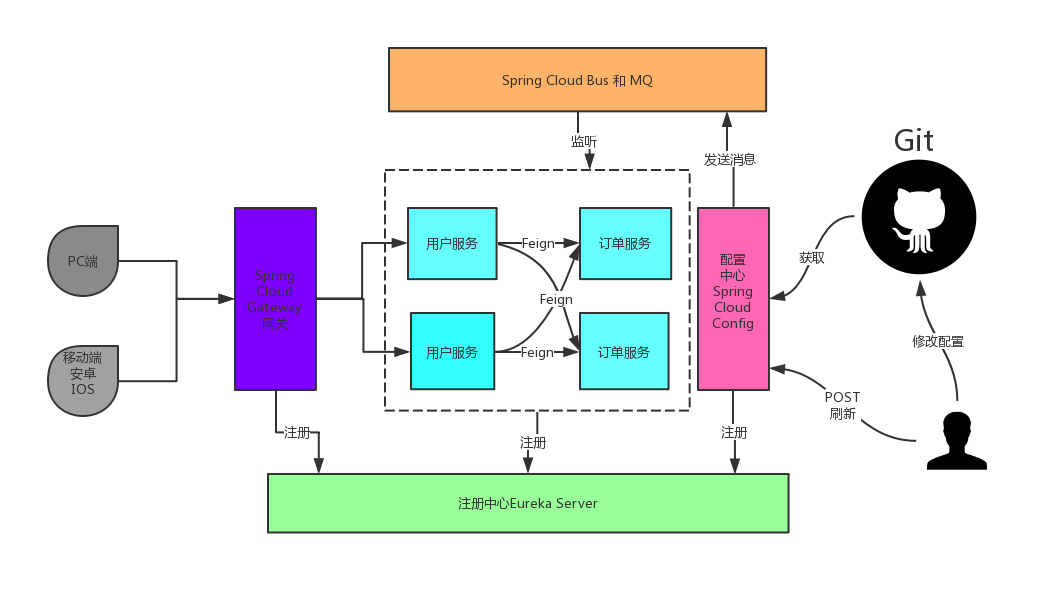 Spring Cloud Bus 和 MQ
监听
发送消息
Git
PC端
移动端
安卓
IOS
Spring
Cloud
Gateway
网关
用户服务
Feign
订单服务
Feign
用户服务
Feign
订单服务
配置
中心
Spring
Cloud
Config
获取
修改配置
POST
刷新
注册
注册
注册
注册中心Eureka Server